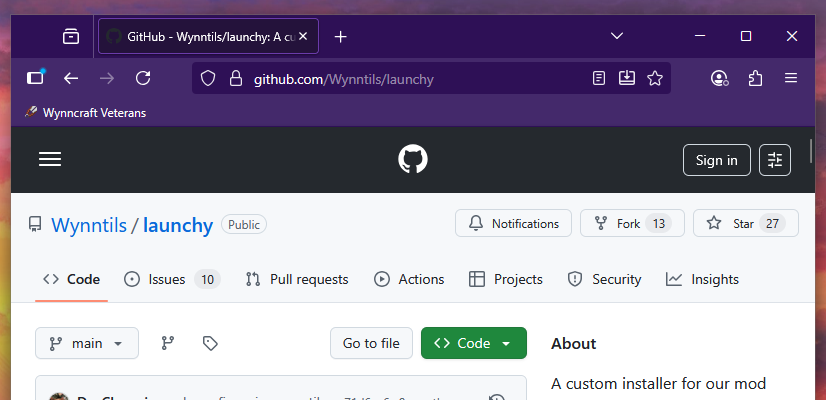 GitHub - Wynntils/launchy: A cu
github.com/Wynntils/launchy
Wynncraft Veterans
Sign in
Wynntils / launchy Public
Notifications
Fork 13
Star 27
Code
Issues 10
Pull requests
Actions
Projects
Security
Insights
main
Go to file
Code
About
A custom installer for our mod